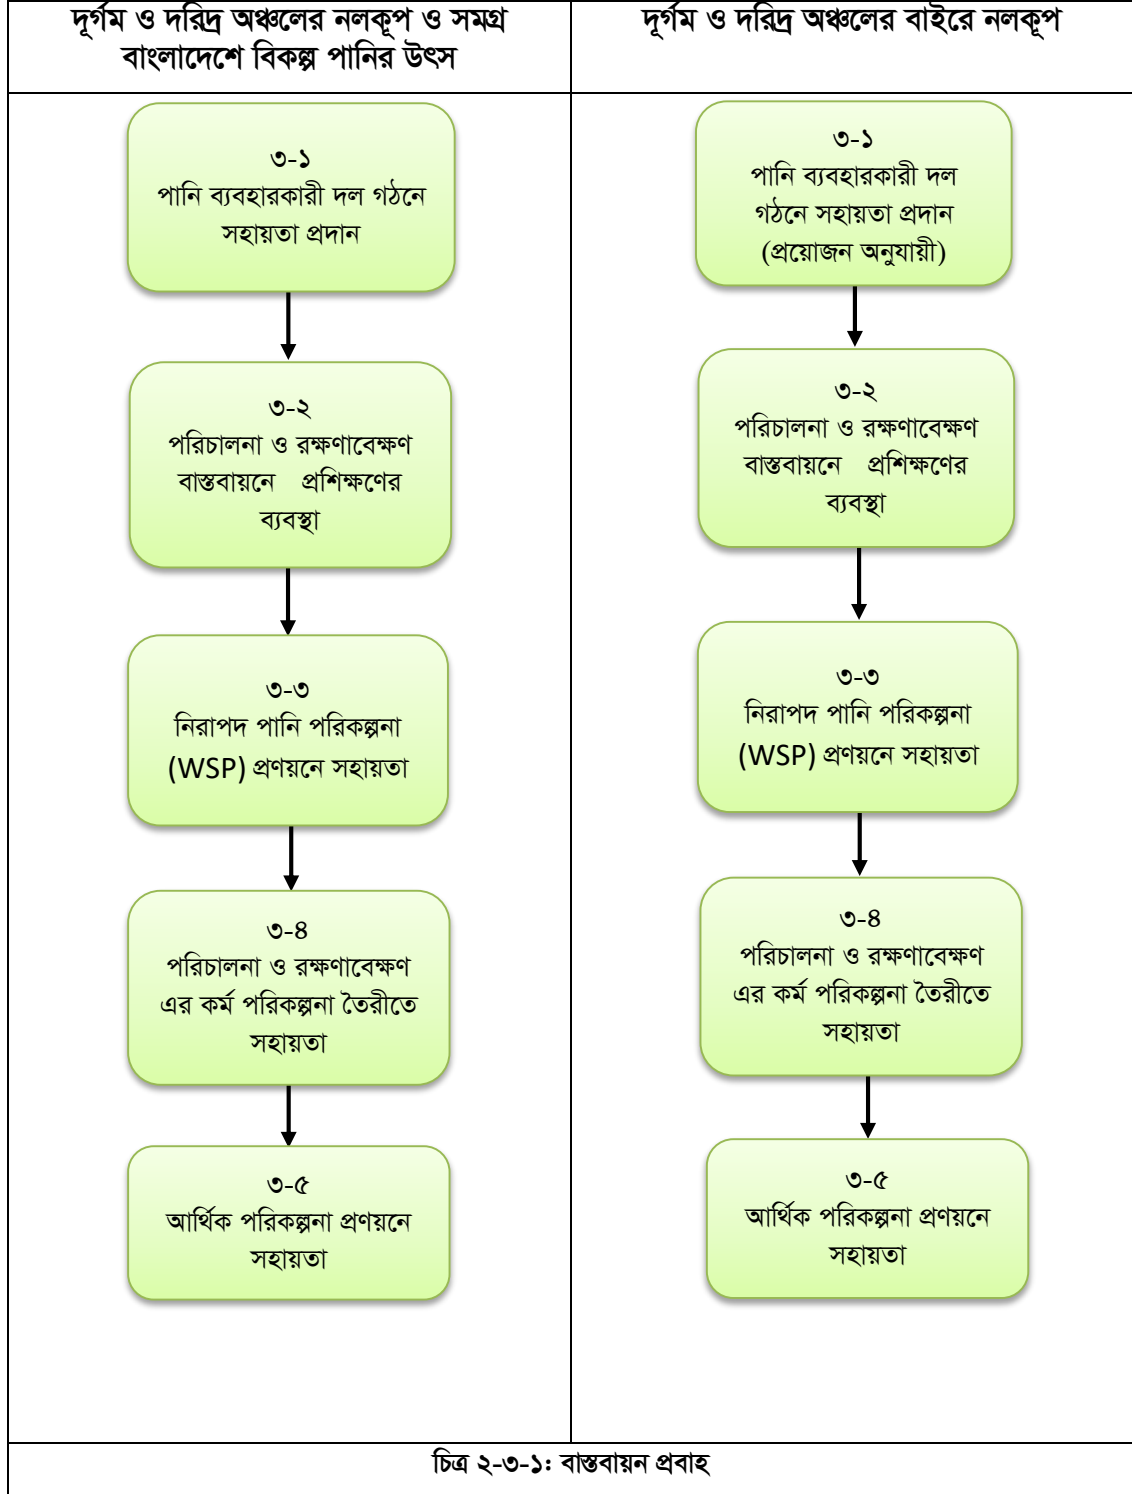 দূর্গম ও দরিদ্র অঞ্চলের নলকূপ ও সমগ্র
বাংলাদেশে বিকল্প পানির উৎস
৩-১
পানি ব্যবহারকারী দল গঠনে
সহায়তা প্রদান
৩-২
পরিচালনা ও রক্ষণাবেক্ষণ
বাস্তবায়নে প্রশিক্ষণের
ব্যবস্থা
৩-৩
নিরাপদ পানি পরিকল্পনা
(WSP) প্রণয়নে সহায়তা
৩-৪
পরিচালনা ও রক্ষণাবেক্ষণ
এর কর্ম পরিকল্পনা তৈরীতে
সহায়তা
৩-৫
আর্থিক পরিকল্পনা প্রণয়নে
সহায়তা
দূর্গম ও দরিদ্র অঞ্চলের বাইরে নলকূপ
৩-১
পানি ব্যবহারকারী দল
গঠনে সহায়তা প্রদান
(প্রয়োজন অনুযায়ী)
৩-২
পরিচালনা ও রক্ষণাবেক্ষণ
বাস্তবায়নে প্রশিক্ষণের
ব্যবস্থা
৩-৩
নিরাপদ পানি পরিকল্পনা
(WSP) প্রণয়নে সহায়তা
৩-৪
পরিচালনা ও রক্ষণাবেক্ষণ
এর কর্ম পরিকল্পনা তৈরীতে
সহায়তা
৩-৫
আর্থিক পরিকল্পনা প্রণয়নে
সহায়তা
চিত্র ২-৩-১: বাস্তবায়ন প্রবাহ